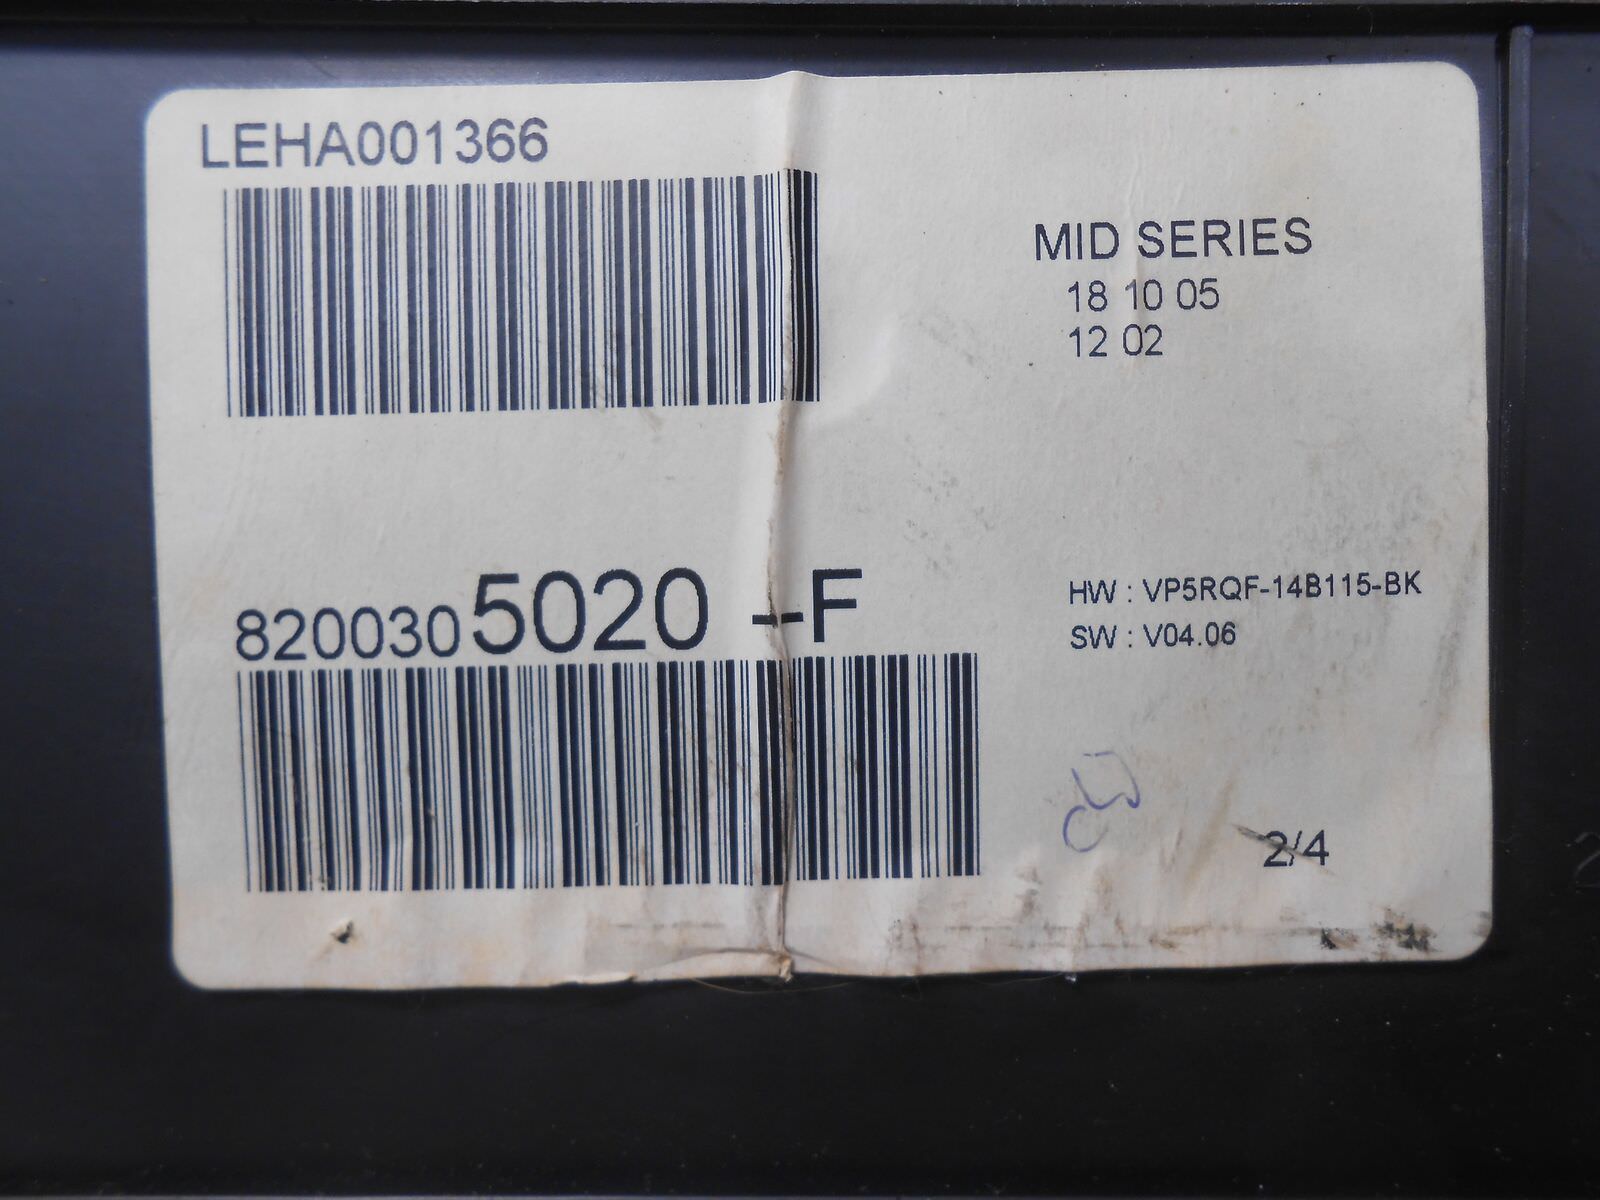 LEHA001366
MID SERIES
18 10 05
12 02
8200305020 --F
HW : VP5RQF-14B115-BK
SW : V04.06
2/4